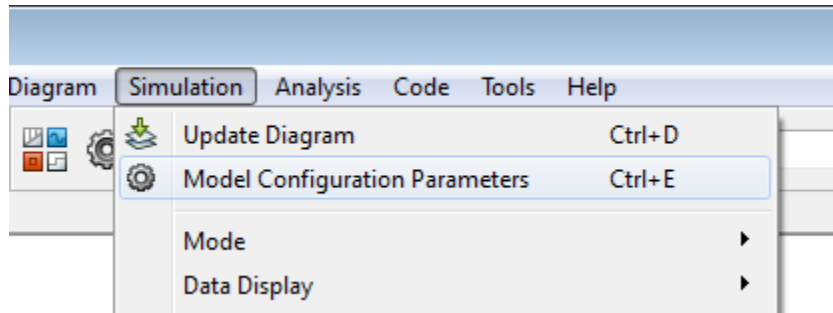 Diagram Simulation Analysis Code Tools Help
Update Diagram Ctrl+D
Model Configuration Parameters Ctrl+E
Mode
Data Display